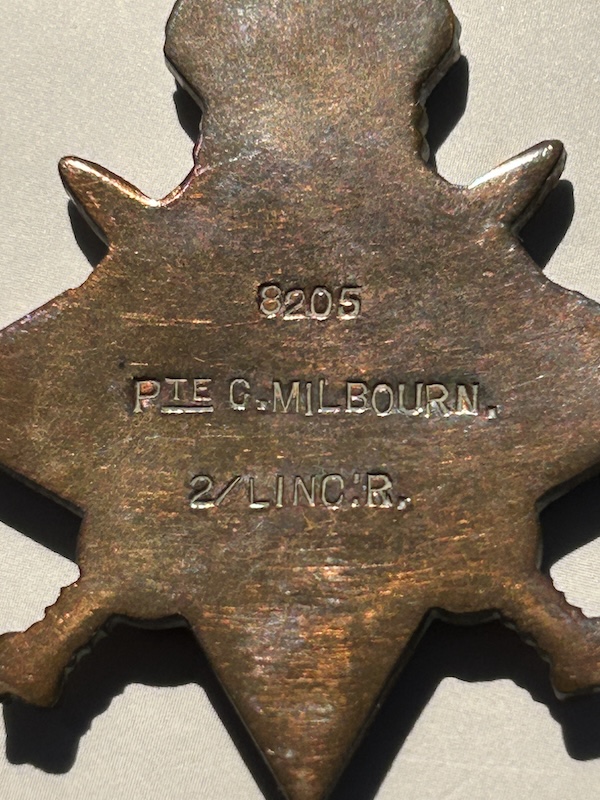 8205
PTE G. MILBOURN.
2/LINC:R.